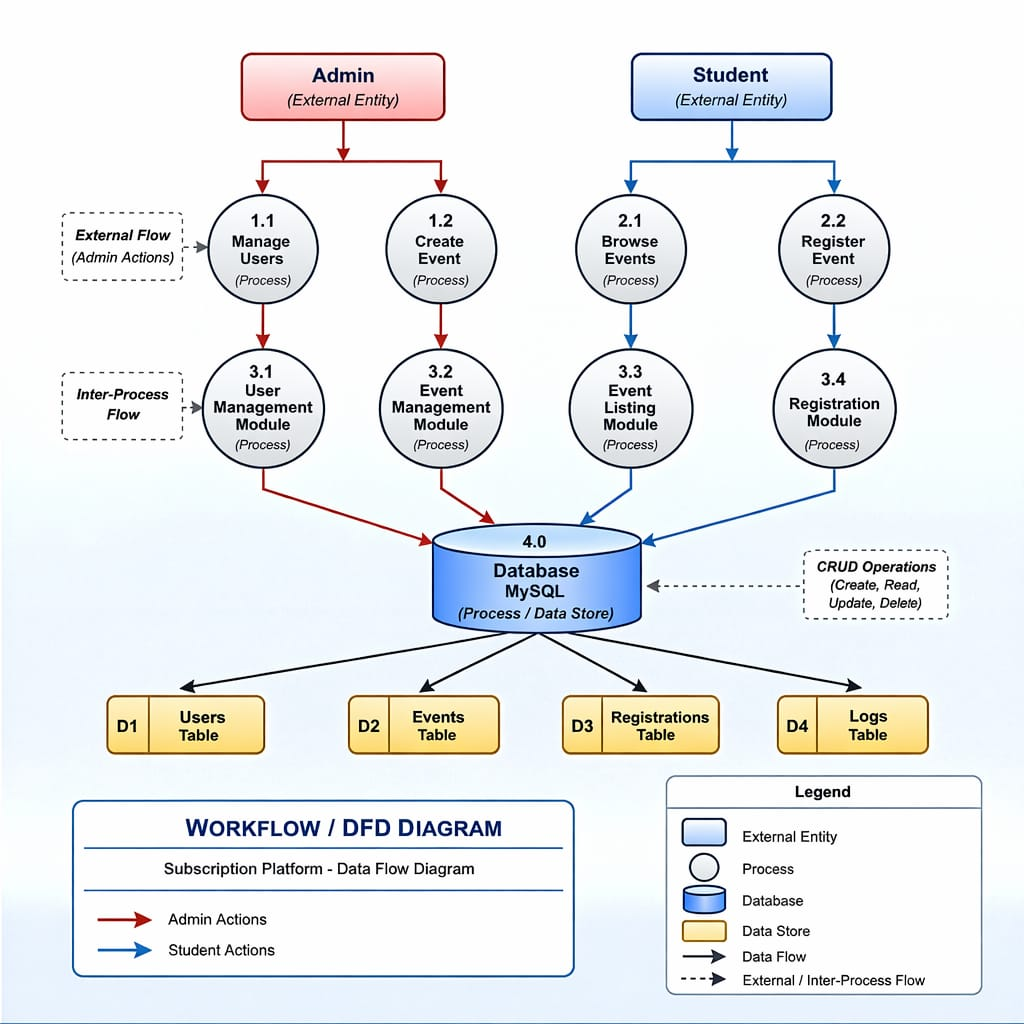 Admin
(External Entity)
Student
(External Entity)
External Flow
(Admin Actions)
1.1
Manage
Users
(Process)
1.2
Create
Event
(Process)
2.1
Browse
Events
(Process)
2.2
Register
Event
(Process)
Inter-Process
Flow
3.1
User
Management
Module
(Process)
3.2
Event
Management
Module
(Process)
3.3
Event
Listing
Module
(Process)
3.4
Registration
Module
(Process)
4.0
Database
MySQL
(Process / Data Store)
CRUD Operations
(Create, Read,
Update, Delete)
D1
Users
Table
D2
Events
Table
D3
Registrations
Table
D4
Logs
Table
WORKFLOW / DFD DIAGRAM
Subscription Platform - Data Flow Diagram
Admin Actions
Student Actions
Legend
External Entity
Process
Database
Data Store
Data Flow
External / Inter-Process Flow